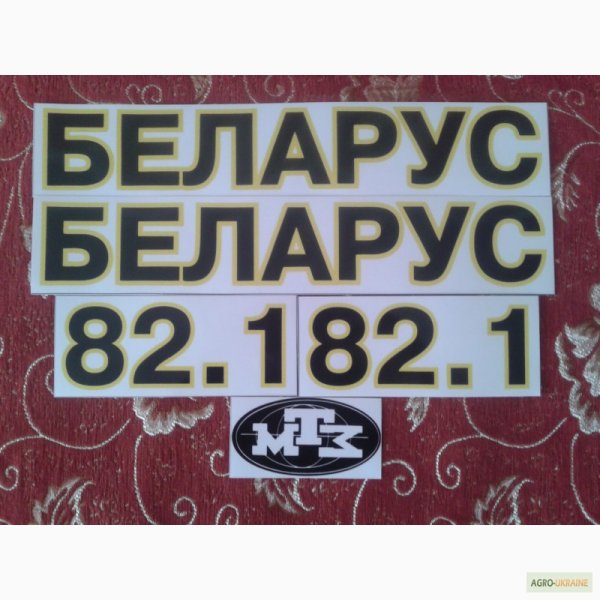 БЕЛАРУС
БЕЛАРУС
82.1 82.1
МТЗ
AGRO-UKRAINE